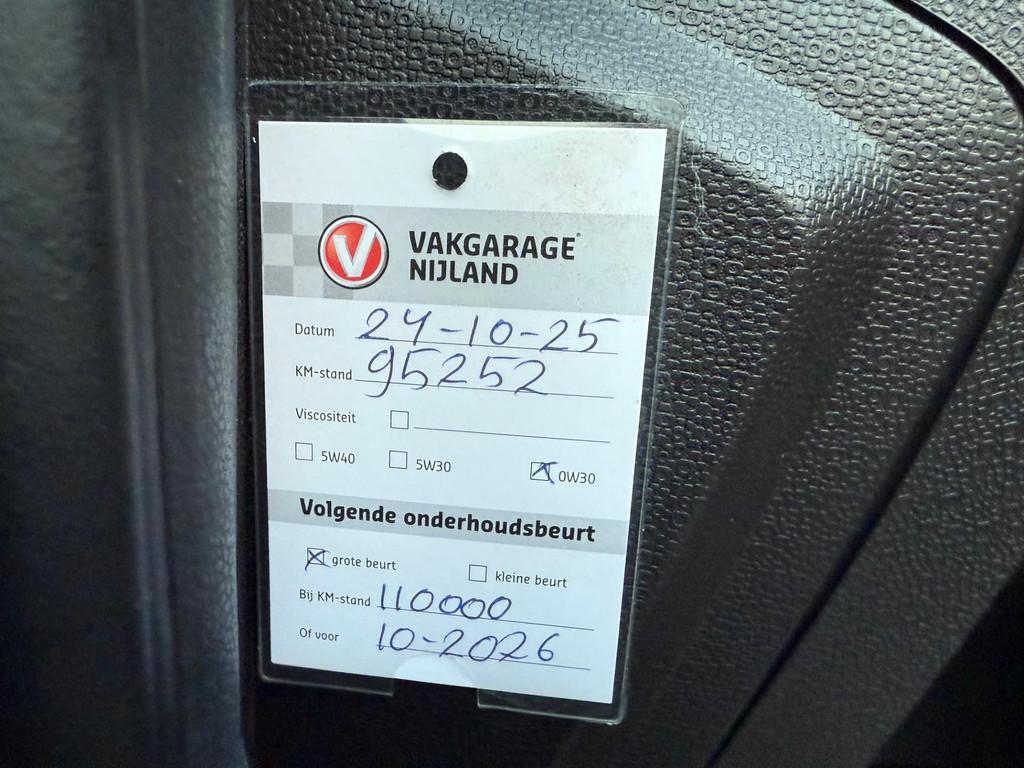 V VAKGARAGE®
NIJLAND
Datum 24-10-25
KM-stand 95252
Viscositeit
5W40 5W30 0W30
Volgende onderhoudsbeurt
grote beurt kleine beurt
Bij KM-stand 110000
Of voor 10-2026